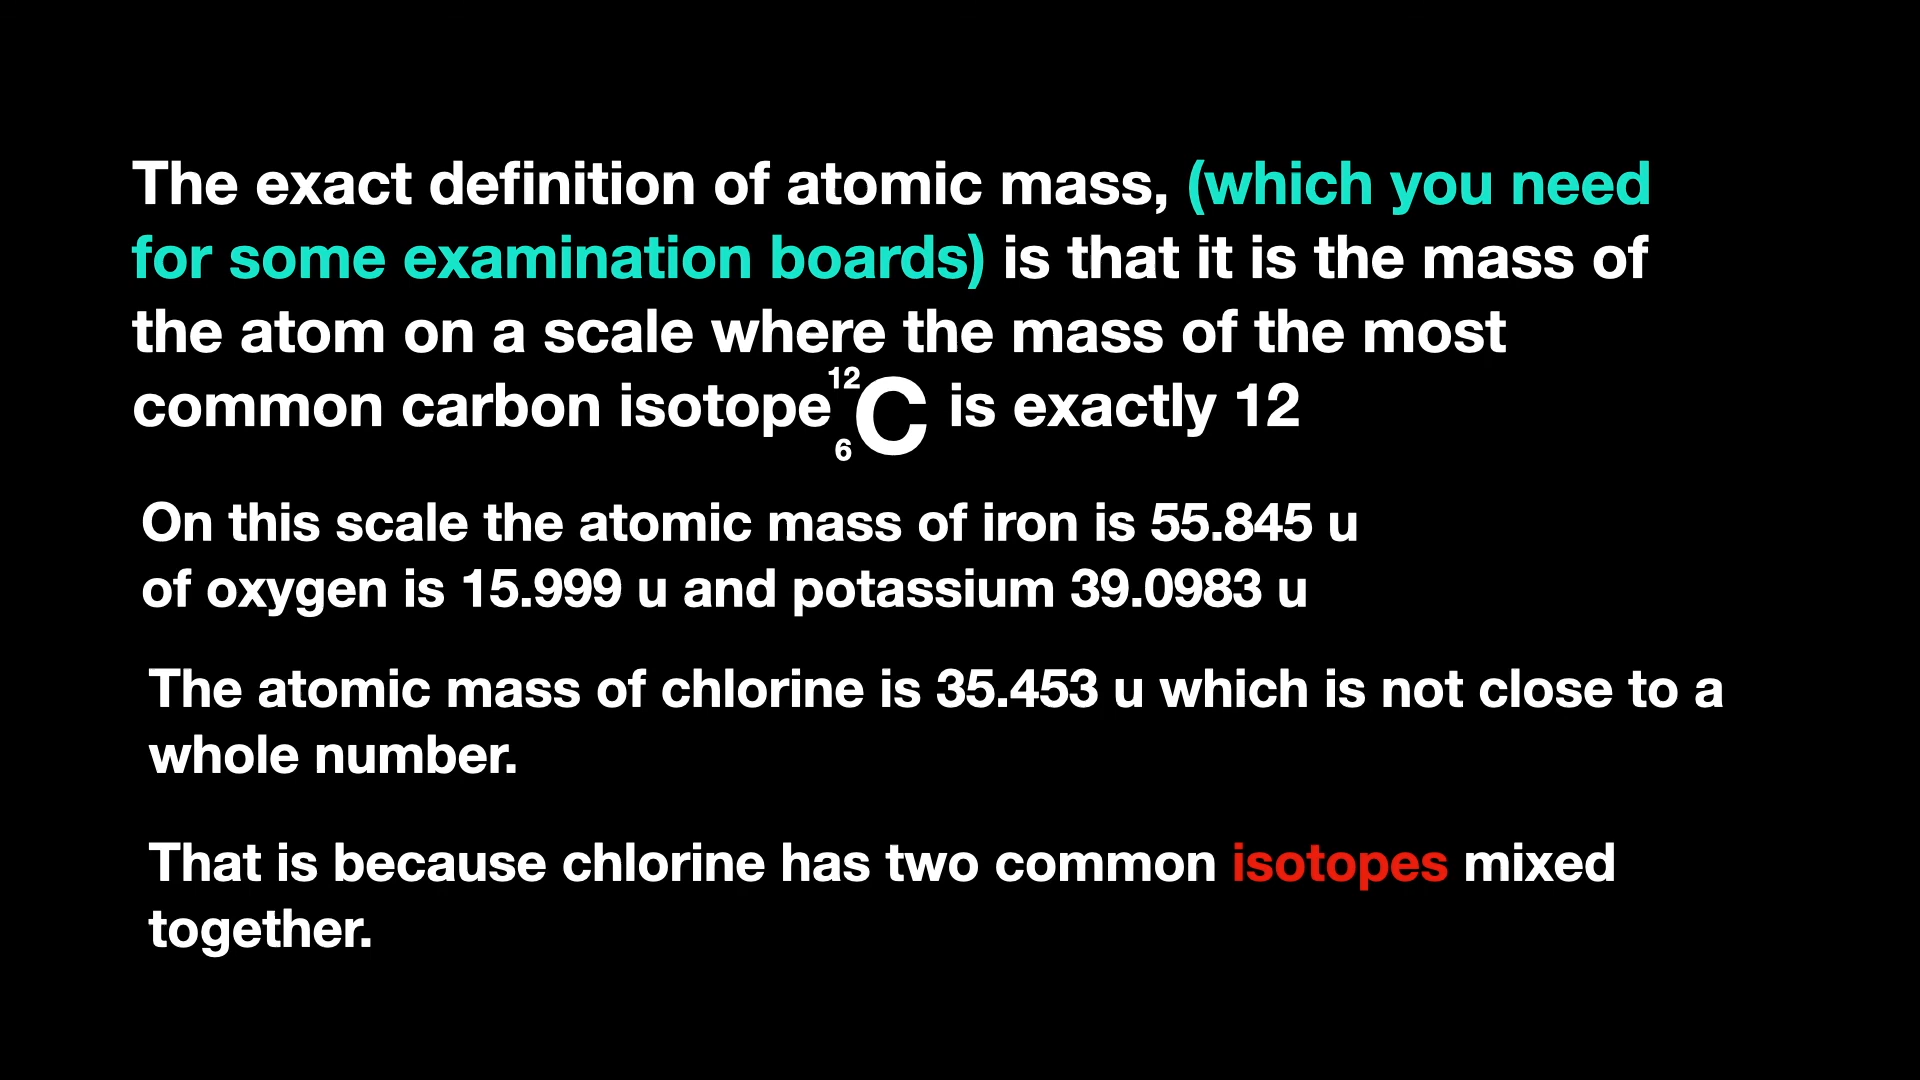 The exact definition of atomic mass, (which you need
for some examination boards) is that it is the mass of
the atom on a scale where the mass of the most
common carbon isotope ¹²₆C is exactly 12
On this scale the atomic mass of iron is 55.845 u
of oxygen is 15.999 u and potassium 39.0983 u
The atomic mass of chlorine is 35.453 u which is not close to a
whole number.
That is because chlorine has two common isotopes mixed
together.